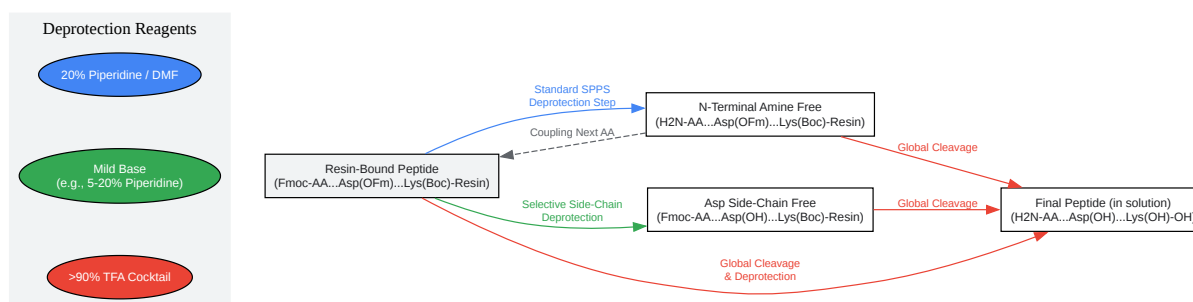 Deprotection Reagents
20% Piperidine / DMF
Mild Base
(e.g., 5-20% Piperidine)
>90% TFA Cocktail
Resin-Bound Peptide
(Fmoc-AA...Asp(OFm)...Lys(Boc)-Resin)
Standard SPPS
Deprotection Step
Coupling Next AA
Selective Side-Chain
Deprotection
N-Terminal Amine Free
(H2N-AA...Asp(OFm)...Lys(Boc)-Resin)
Asp Side-Chain Free
(Fmoc-AA...Asp(OH)...Lys(Boc)-Resin)
Global Cleavage
Global Cleavage
Global Cleavage
& Deprotection
Final Peptide (in solution)
(H2N-AA...Asp(OH)...Lys(OH)-OH)